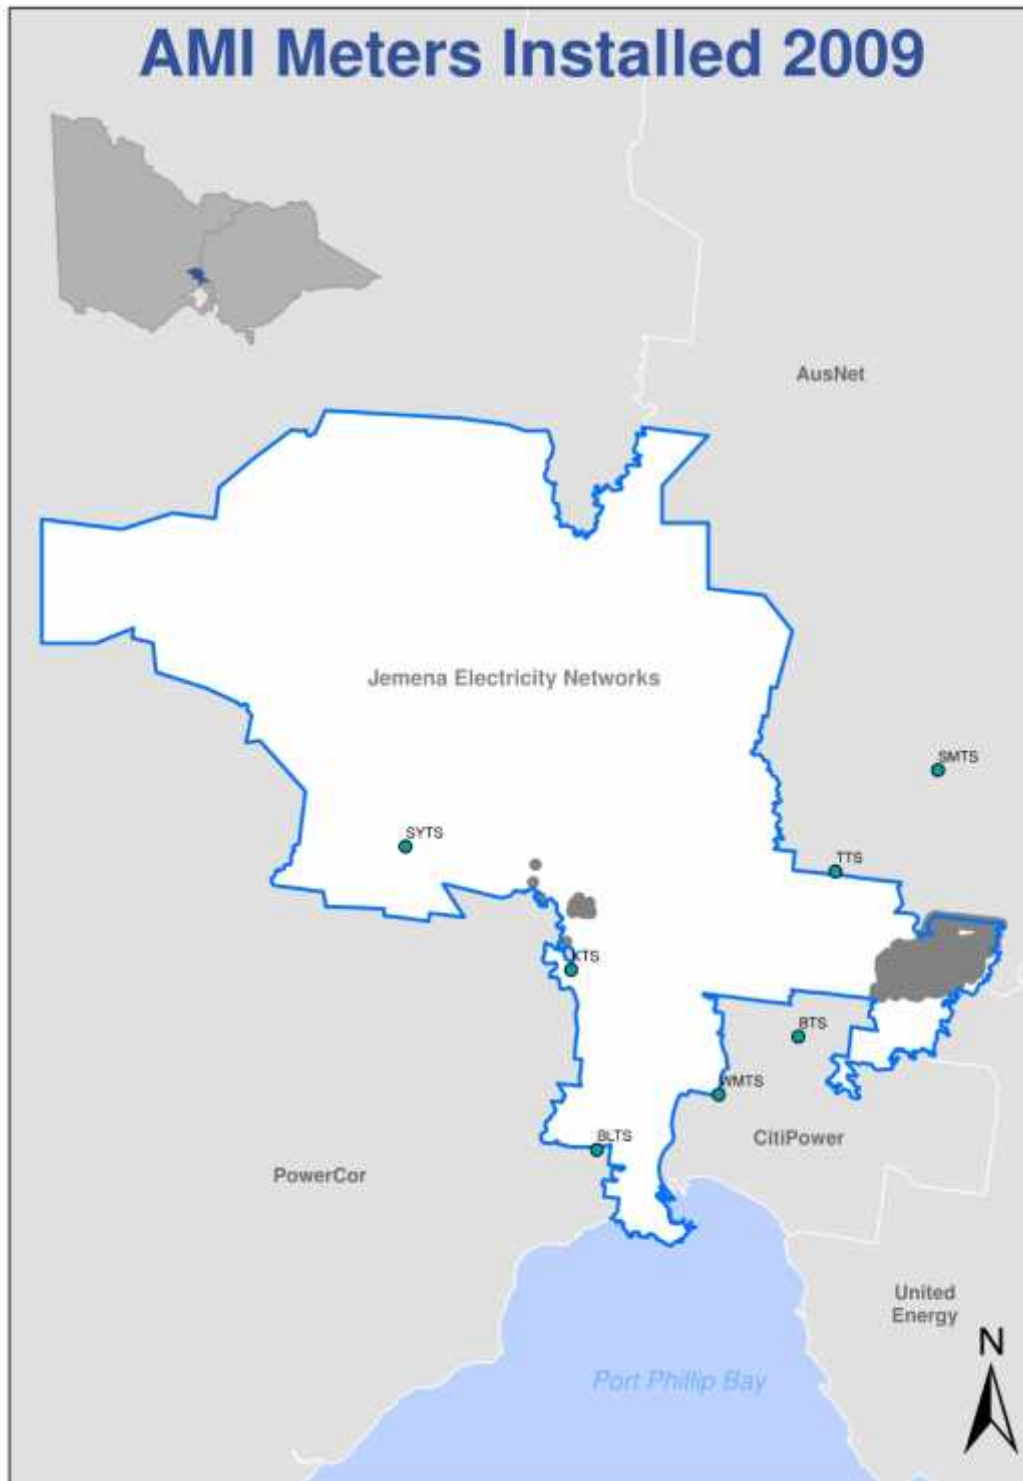 AMI Meters Installed 2009
AusNet
Jemena Electricity Networks
SMTS
SYTS
TTS
KTS
BTS
WMTS
CitiPower
BLTS
PowerCor
United
Energy
N
Port Phillip Bay